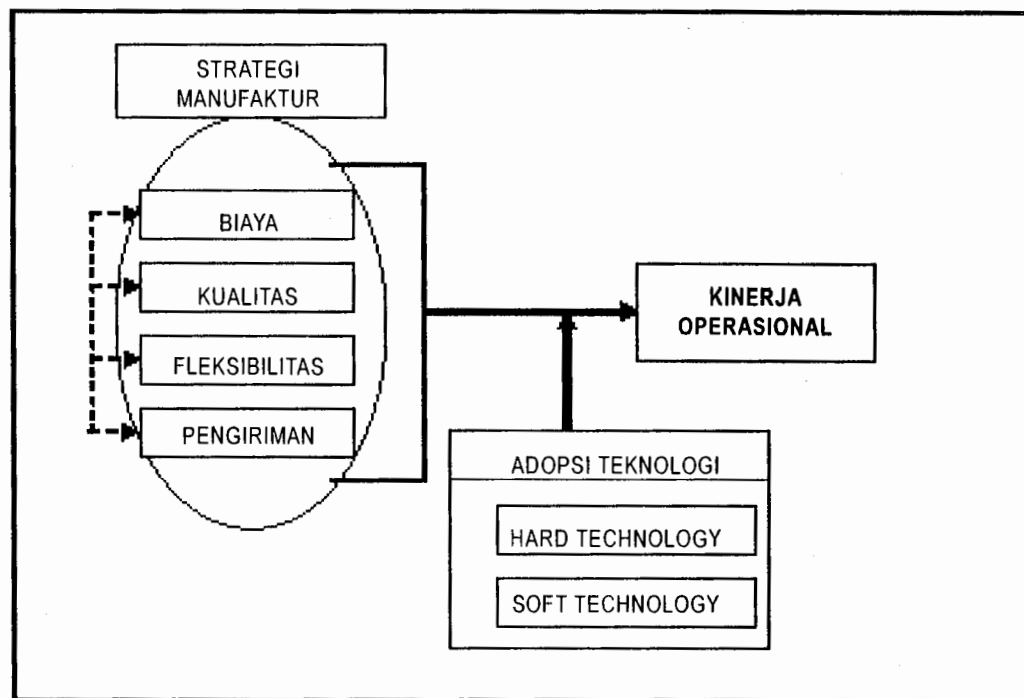 STRATEGI
MANUFAKTUR
BIAYA
KUALITAS
FLEKSIBILITAS
PENGIRIMAN
KINERJA
OPERASIONAL
ADOPSI TEKNOLOGI
HARD TECHNOLOGY
SOFT TECHNOLOGY